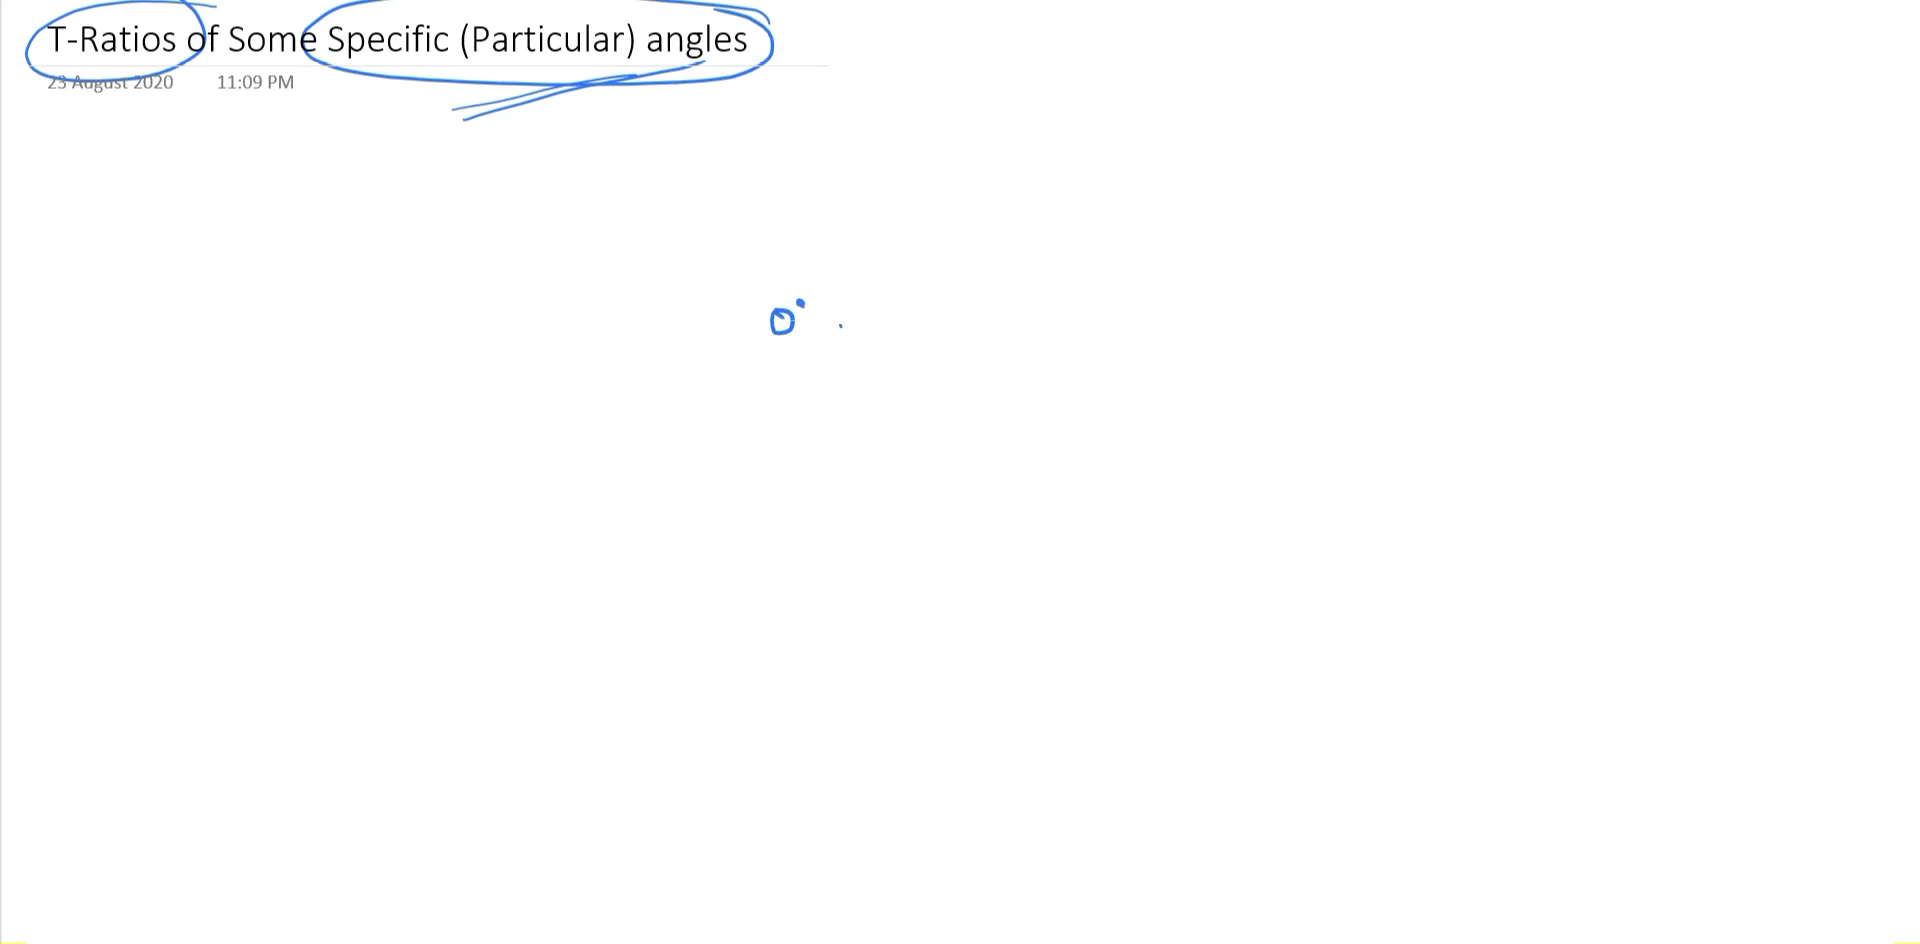 T-Ratios of Some Specific (Particular) angles
23 August 2020 11:09 PM
0°